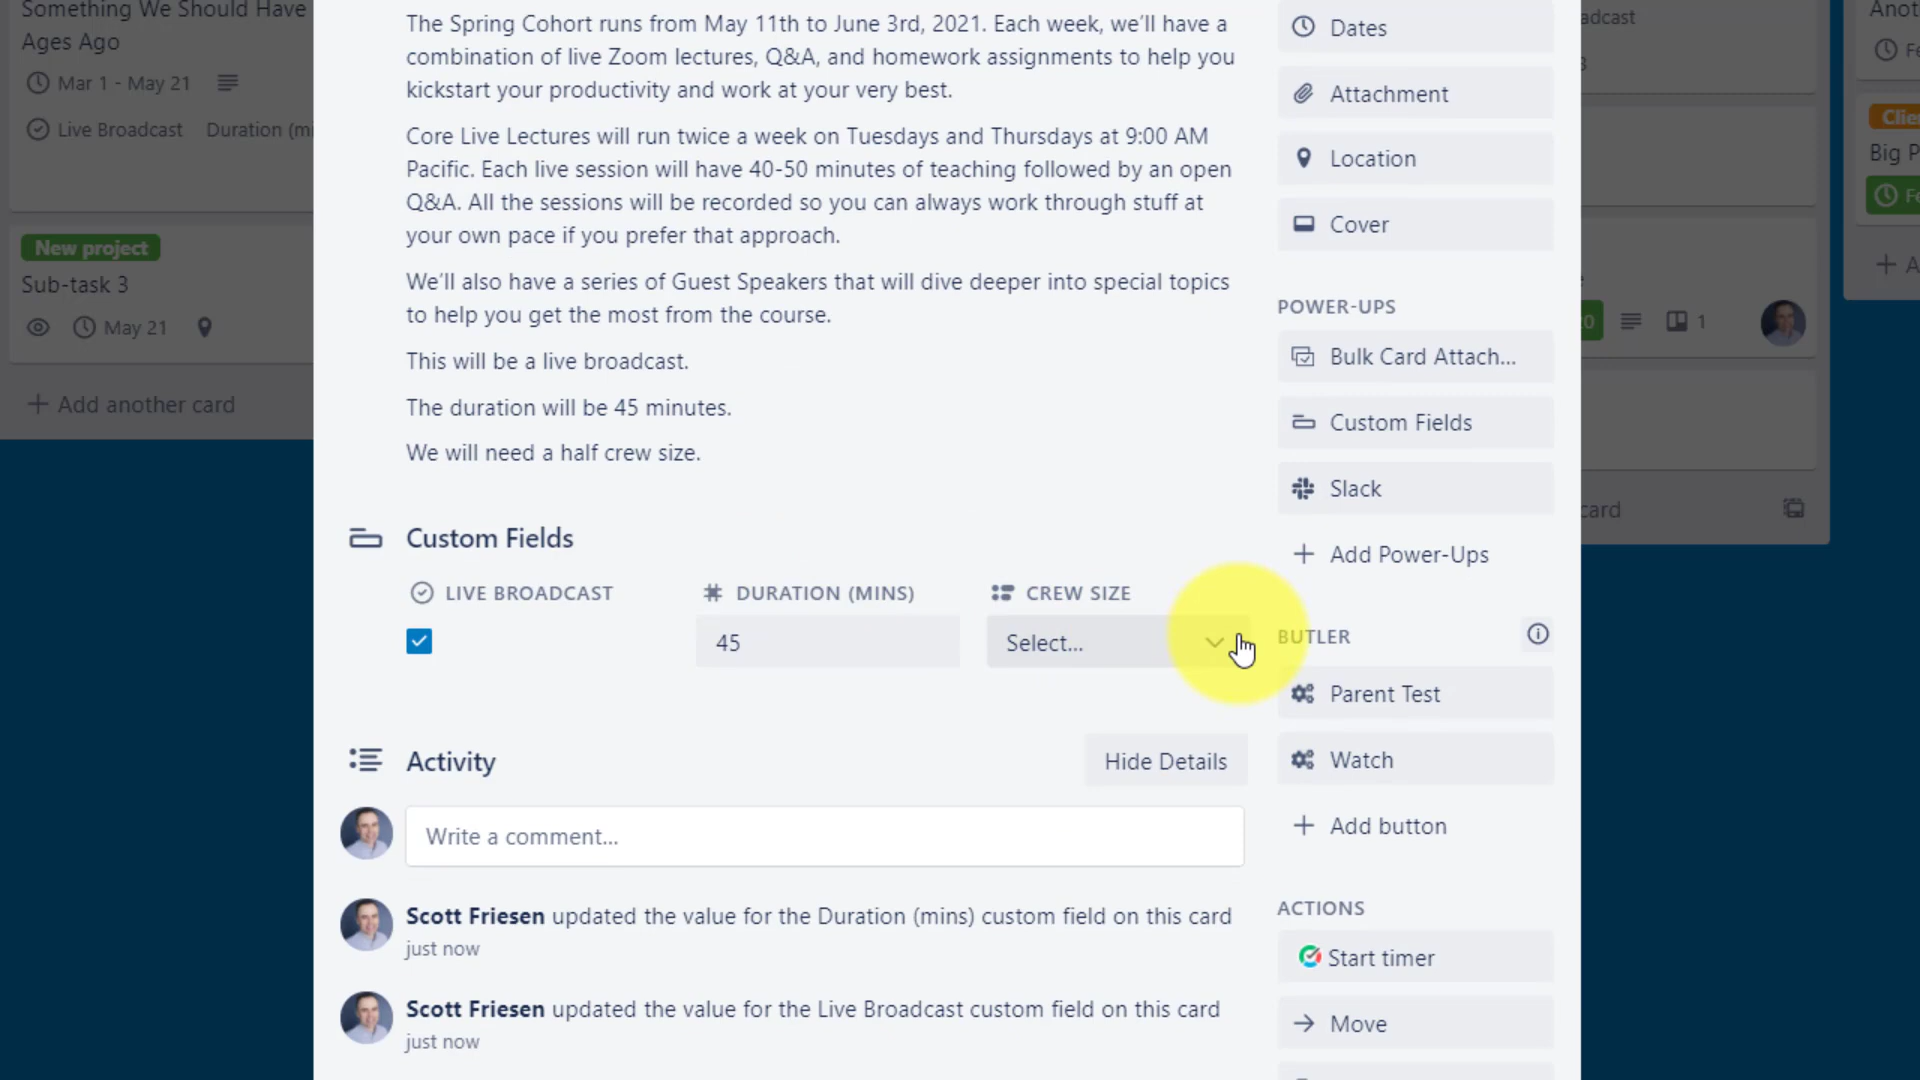 Something We Should Have
Ages Ago
Mar 1 - May 21
Live Broadcast Duration (mi
New project
Sub-task 3
May 21
+ Add another card
The Spring Cohort runs from May 11th to June 3rd, 2021. Each week, we'll have a
combination of live Zoom lectures, Q&A, and homework assignments to help you
kickstart your productivity and work at your very best.
Core Live Lectures will run twice a week on Tuesdays and Thursdays at 9:00 AM
Pacific. Each live session will have 40-50 minutes of teaching followed by an open
Q&A. All the sessions will be recorded so you can always work through stuff at
your own pace if you prefer that approach.
We'll also have a series of Guest Speakers that will dive deeper into special topics
to help you get the most from the course.
This will be a live broadcast.
The duration will be 45 minutes.
We will need a half crew size.
Custom Fields
LIVE BROADCAST
DURATION (MINS)
CREW SIZE
45
Select...
Activity
Hide Details
Write a comment...
Scott Friesen updated the value for the Duration (mins) custom field on this card
just now
Scott Friesen updated the value for the Live Broadcast custom field on this card
just now
Dates
Attachment
Location
Cover
POWER-UPS
Bulk Card Attach...
Custom Fields
Slack
+ Add Power-Ups
BUTLER
Parent Test
Watch
+ Add button
ACTIONS
Start timer
Move
adcast
1
card
Anot
Fe
Clie
Big P
Fe
+ A